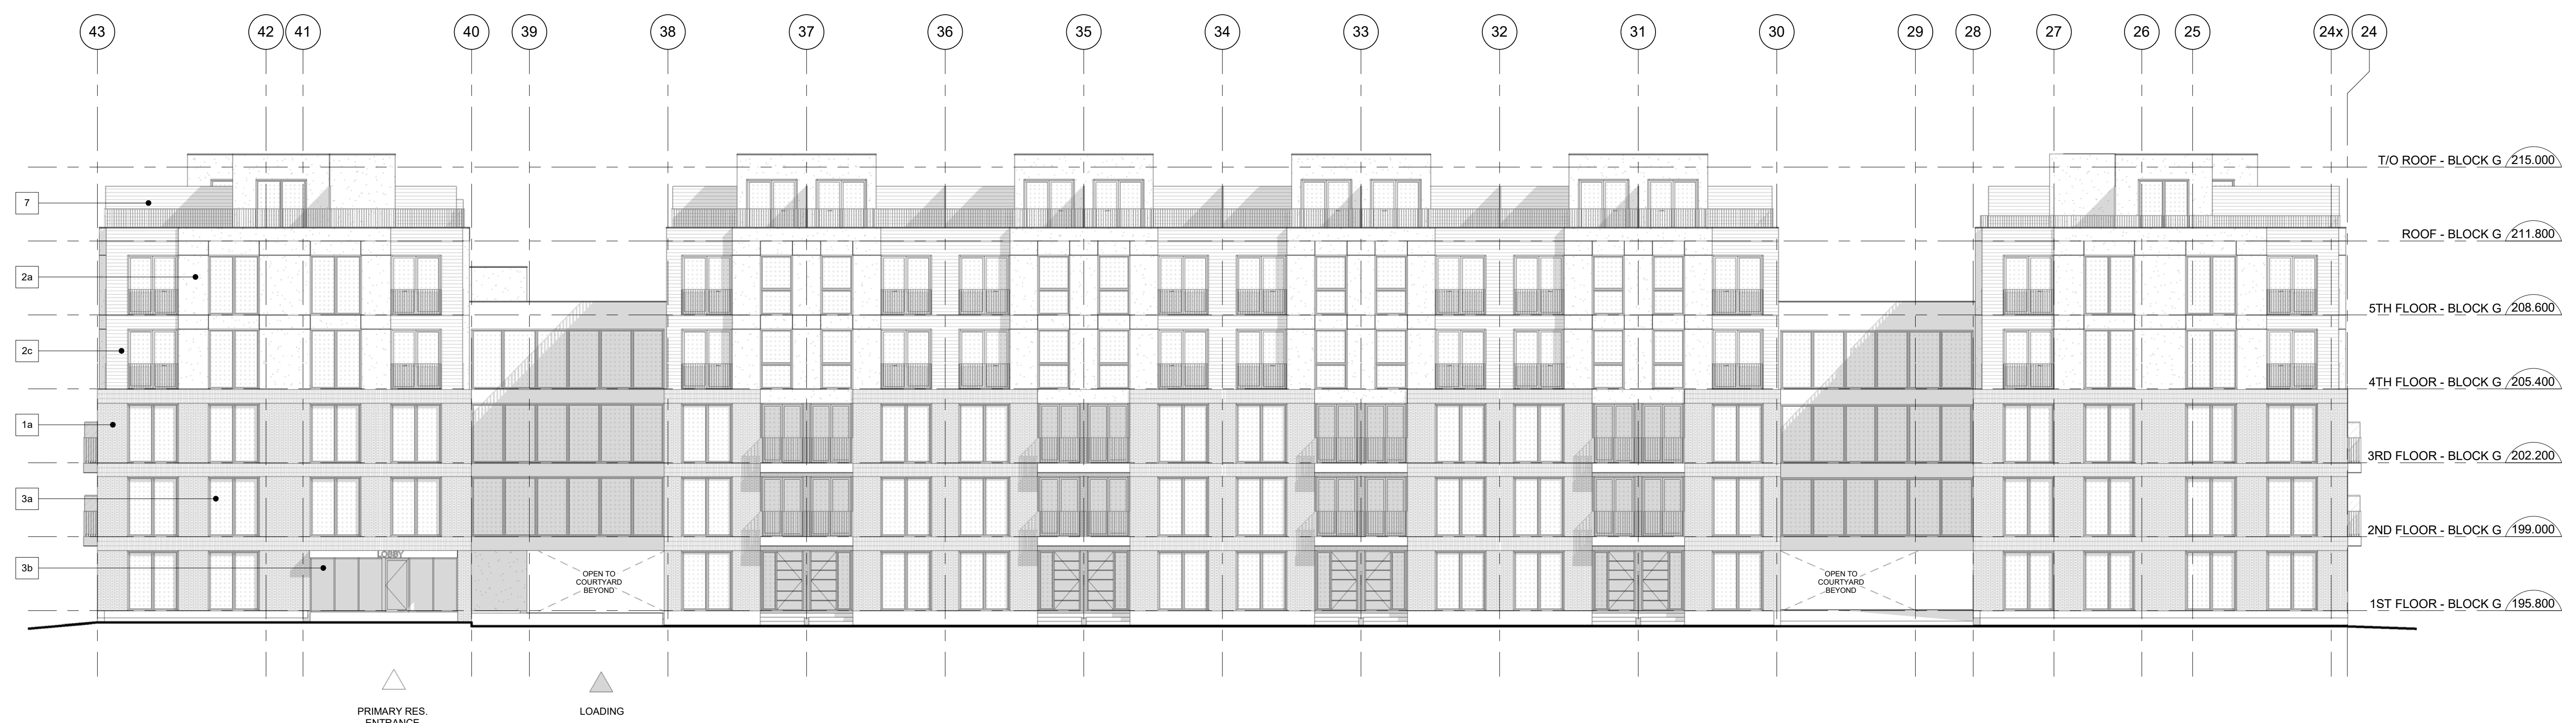 43
42
41
40
39
38
37
36
35
34
33
32
31
30
29
28
27
26
25
24x
24
T/O ROOF - BLOCK G 215.000
7
ROOF - BLOCK G 211.800
2a
5TH FLOOR - BLOCK G 208.600
2c
4TH FLOOR - BLOCK G 205.400
1a
3RD FLOOR - BLOCK G 202.200
3a
2ND FLOOR - BLOCK G 199.000
LOBBY
3b
OPEN TO
COURTYARD
BEYOND
OPEN TO
COURTYARD
BEYOND
1ST FLOOR - BLOCK G 195.800
PRIMARY RES.
ENTRANCE
LOADING